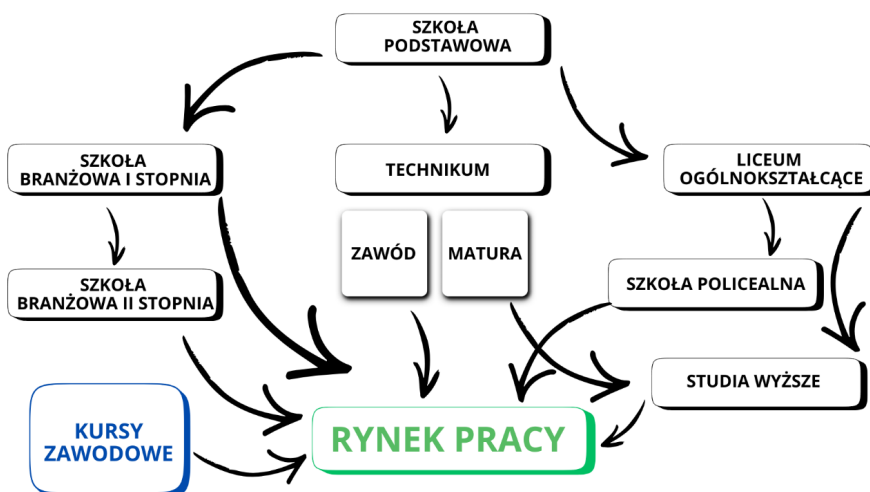 SZKOŁA
PODSTAWOWA
SZKOŁA
BRANŻOWA I STOPNIA
TECHNIKUM
LICEUM
OGÓLNOKSZTAŁCĄCE
ZAWÓD
MATURA
SZKOŁA
BRANŻOWA II STOPNIA
SZKOŁA POLICEALNA
STUDIA WYŻSZE
KURSY
ZAWODOWE
RYNEK PRACY